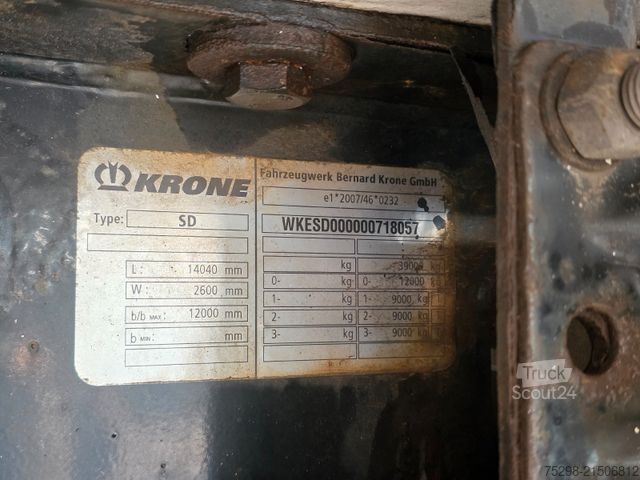 KRONE
Fahrzeugwerk Bernard Krone GmbH
e1*2007/46*0232
Type: SD
WKESD000000718057
L: 14040 mm
W: 2600 mm
b/b MAX: 12000 mm
b MIN: mm
kg 39000 kg
0- kg 0- 12000 kg
1- kg 1- 9000 kg
2- kg 2- 9000 kg
3- kg 3- 9000 kg
Truck
Scout24
75298-21506812